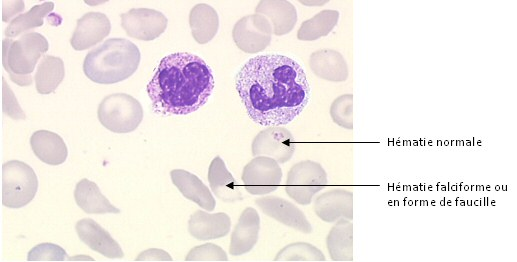 Hématie normale
Hématie falciforme ou
en forme de faucille